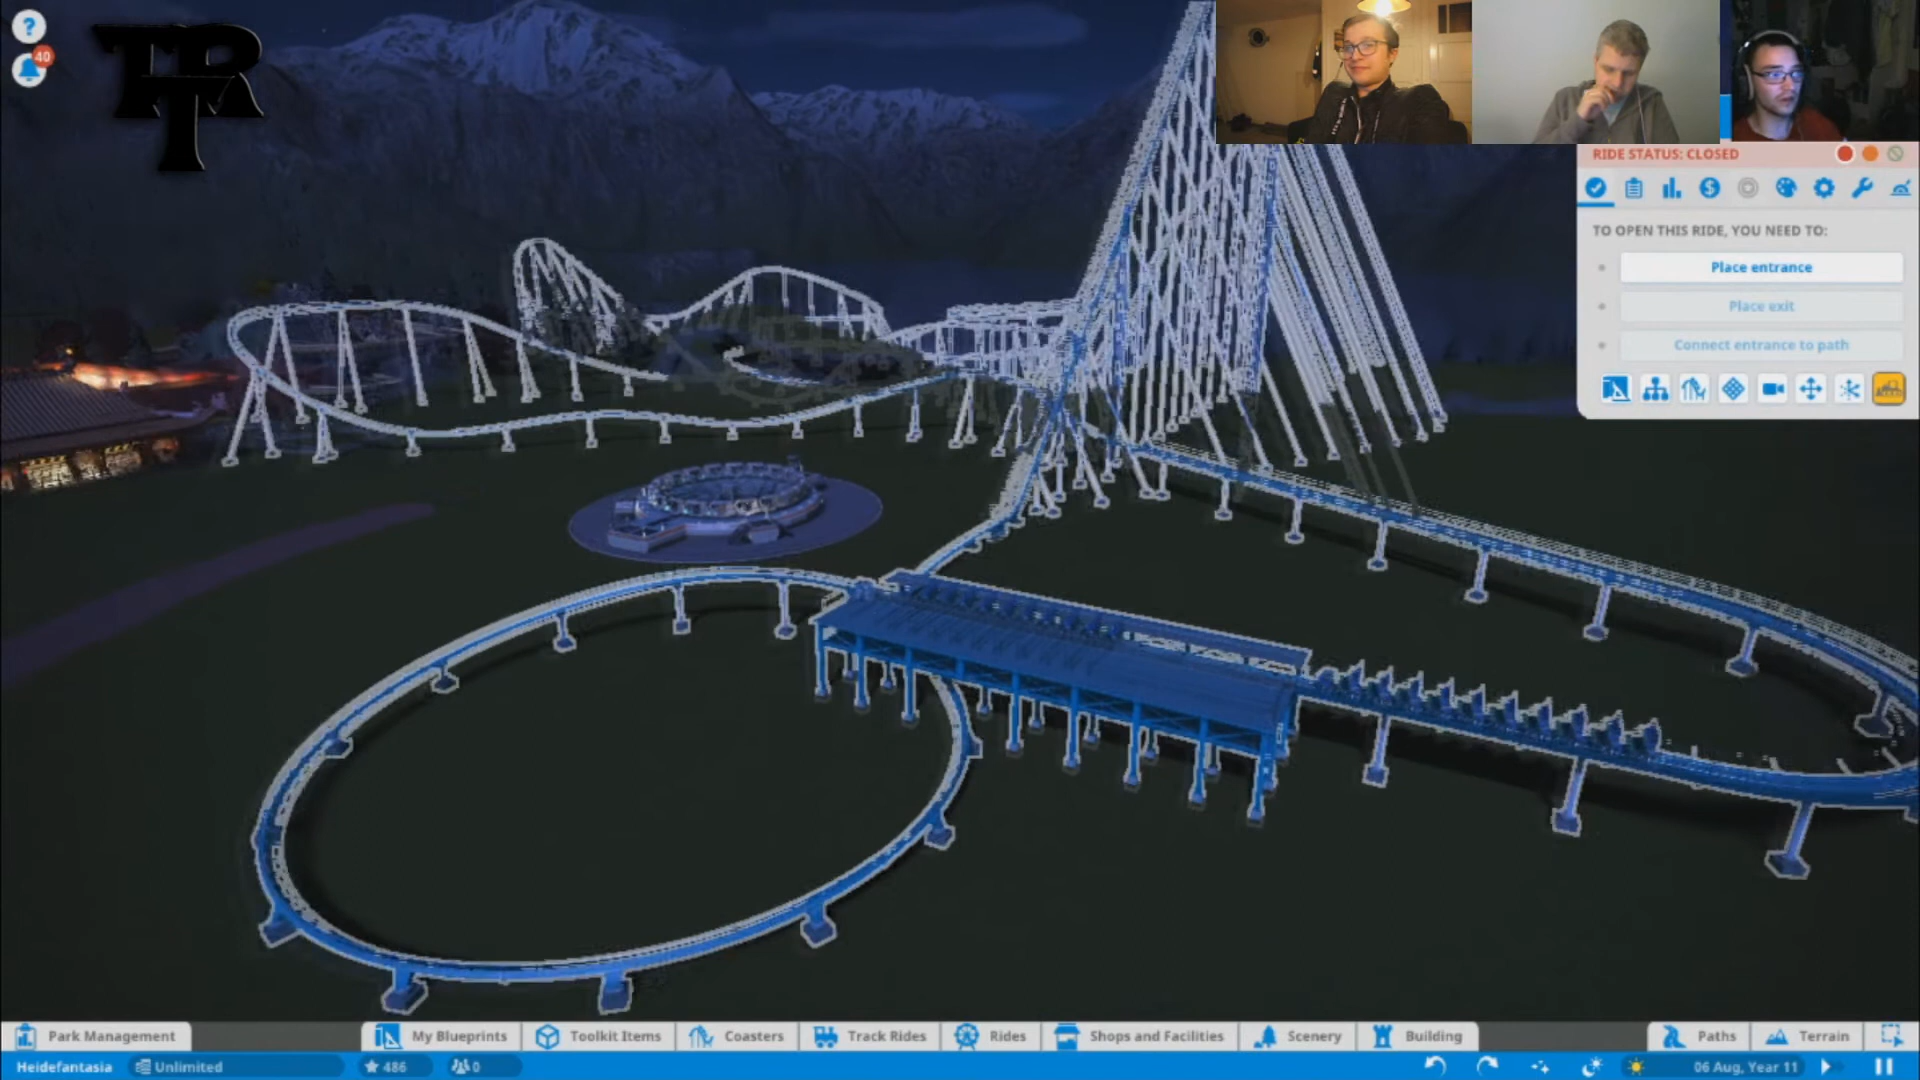 ?
40
TTR
RIDE STATUS: CLOSED
TO OPEN THIS RIDE, YOU NEED TO:
Place entrance
Place exit
Connect entrance to path
Park Management
My Blueprints
Toolkit Items
Coasters
Track Rides
Rides
Shops and Facilities
Scenery
Building
Paths
Terrain
Heidefantasia
Unlimited
486
0
06 Aug, Year 11